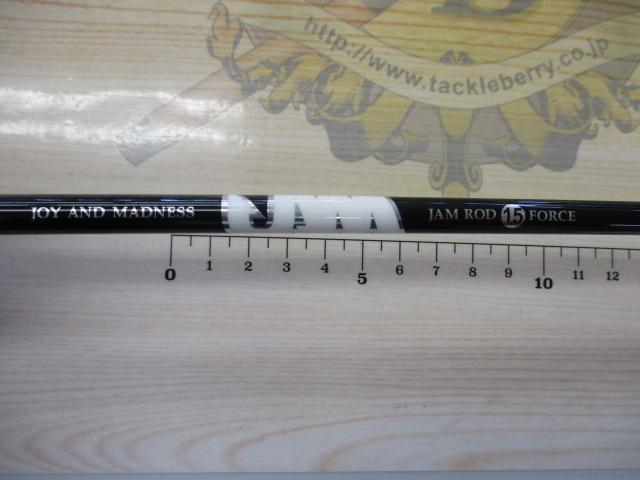 http://www.tackleberry.co.jp
JOY AND MADNESS JAM JAM ROD 15 FORCE
0 1 2 3 4 5 6 7 8 9 10 11 12